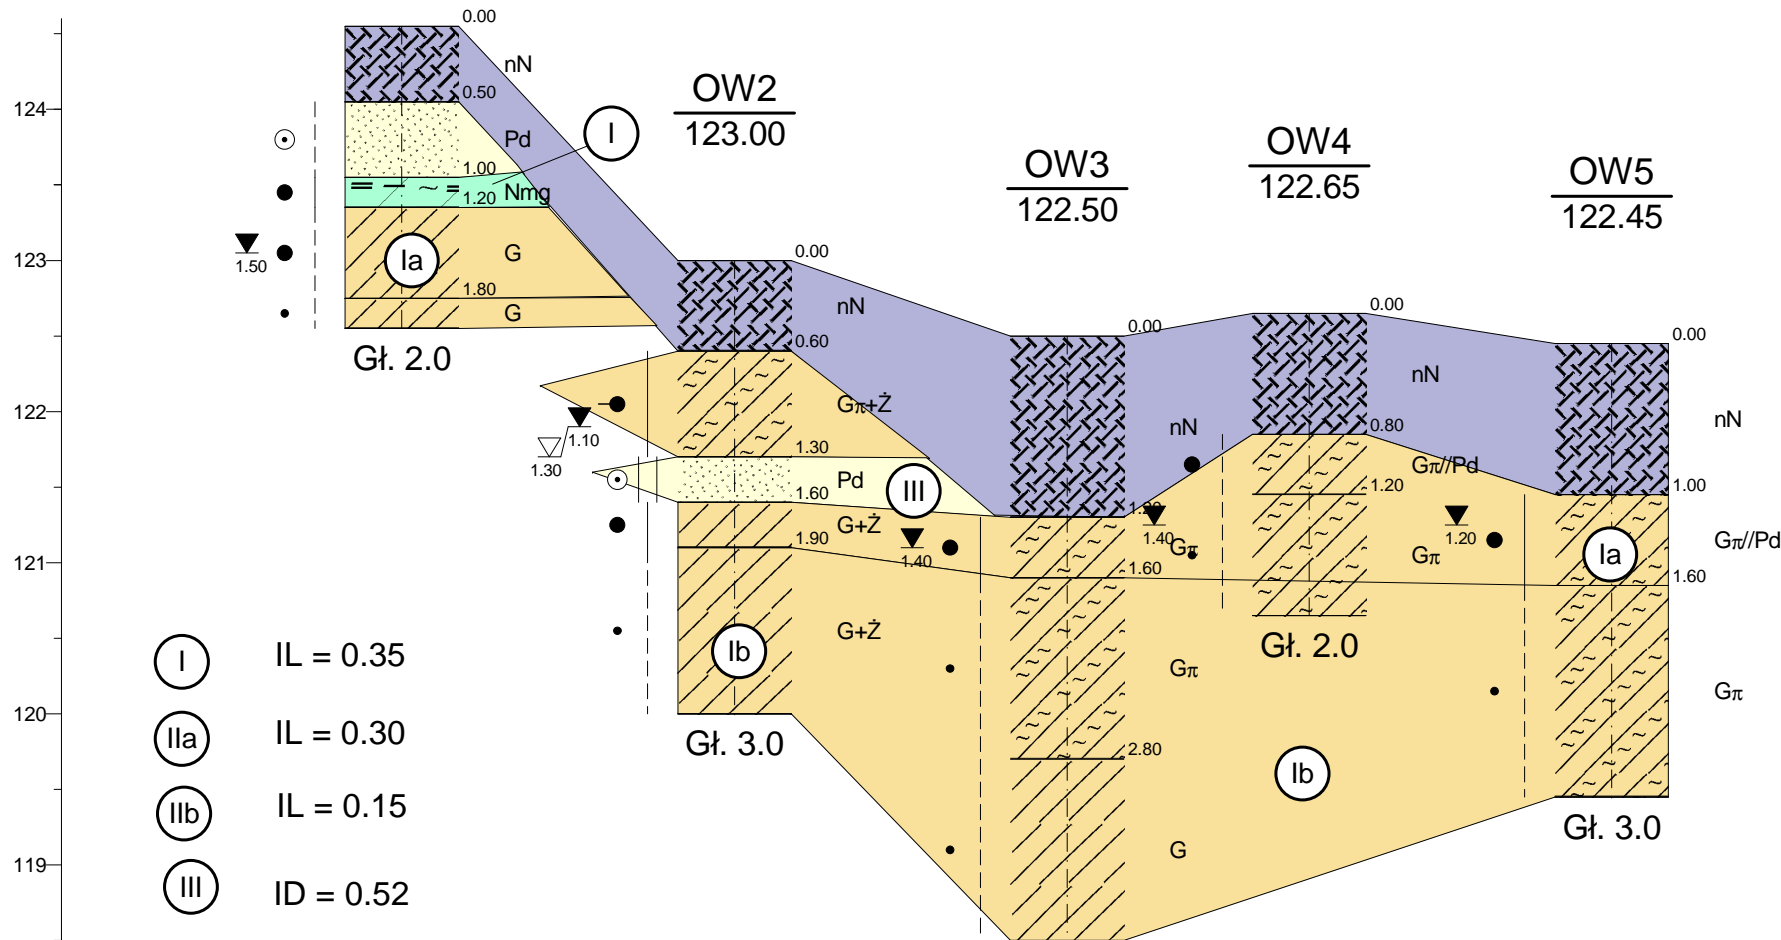 0.00
nN
0.50
124
Pd
I
1.00
1.20
Nmg
123
1.50
Ia
G
1.80
G
Gł. 2.0
OW2
123.00
0.00
nN
0.60
122
Gπ+Ż
1.10
1.30
1.30
Pd
III
1.60
G+Ż
1.90
121
Ib
G+Ż
120
Gł. 3.0
OW3
122.50
0.00
nN
1.20
1.40
Gπ
1.60
Gπ
2.80
G
119
OW4
122.65
0.00
nN
0.80
Gπ//Pd
1.20
1.40
Gπ
Gł. 2.0
Ib
OW5
122.45
0.00
nN
1.00
1.20
Ia
Gπ//Pd
1.60
Gπ
Gł. 3.0
I IL = 0.35
IIa IL = 0.30
IIb IL = 0.15
III ID = 0.52